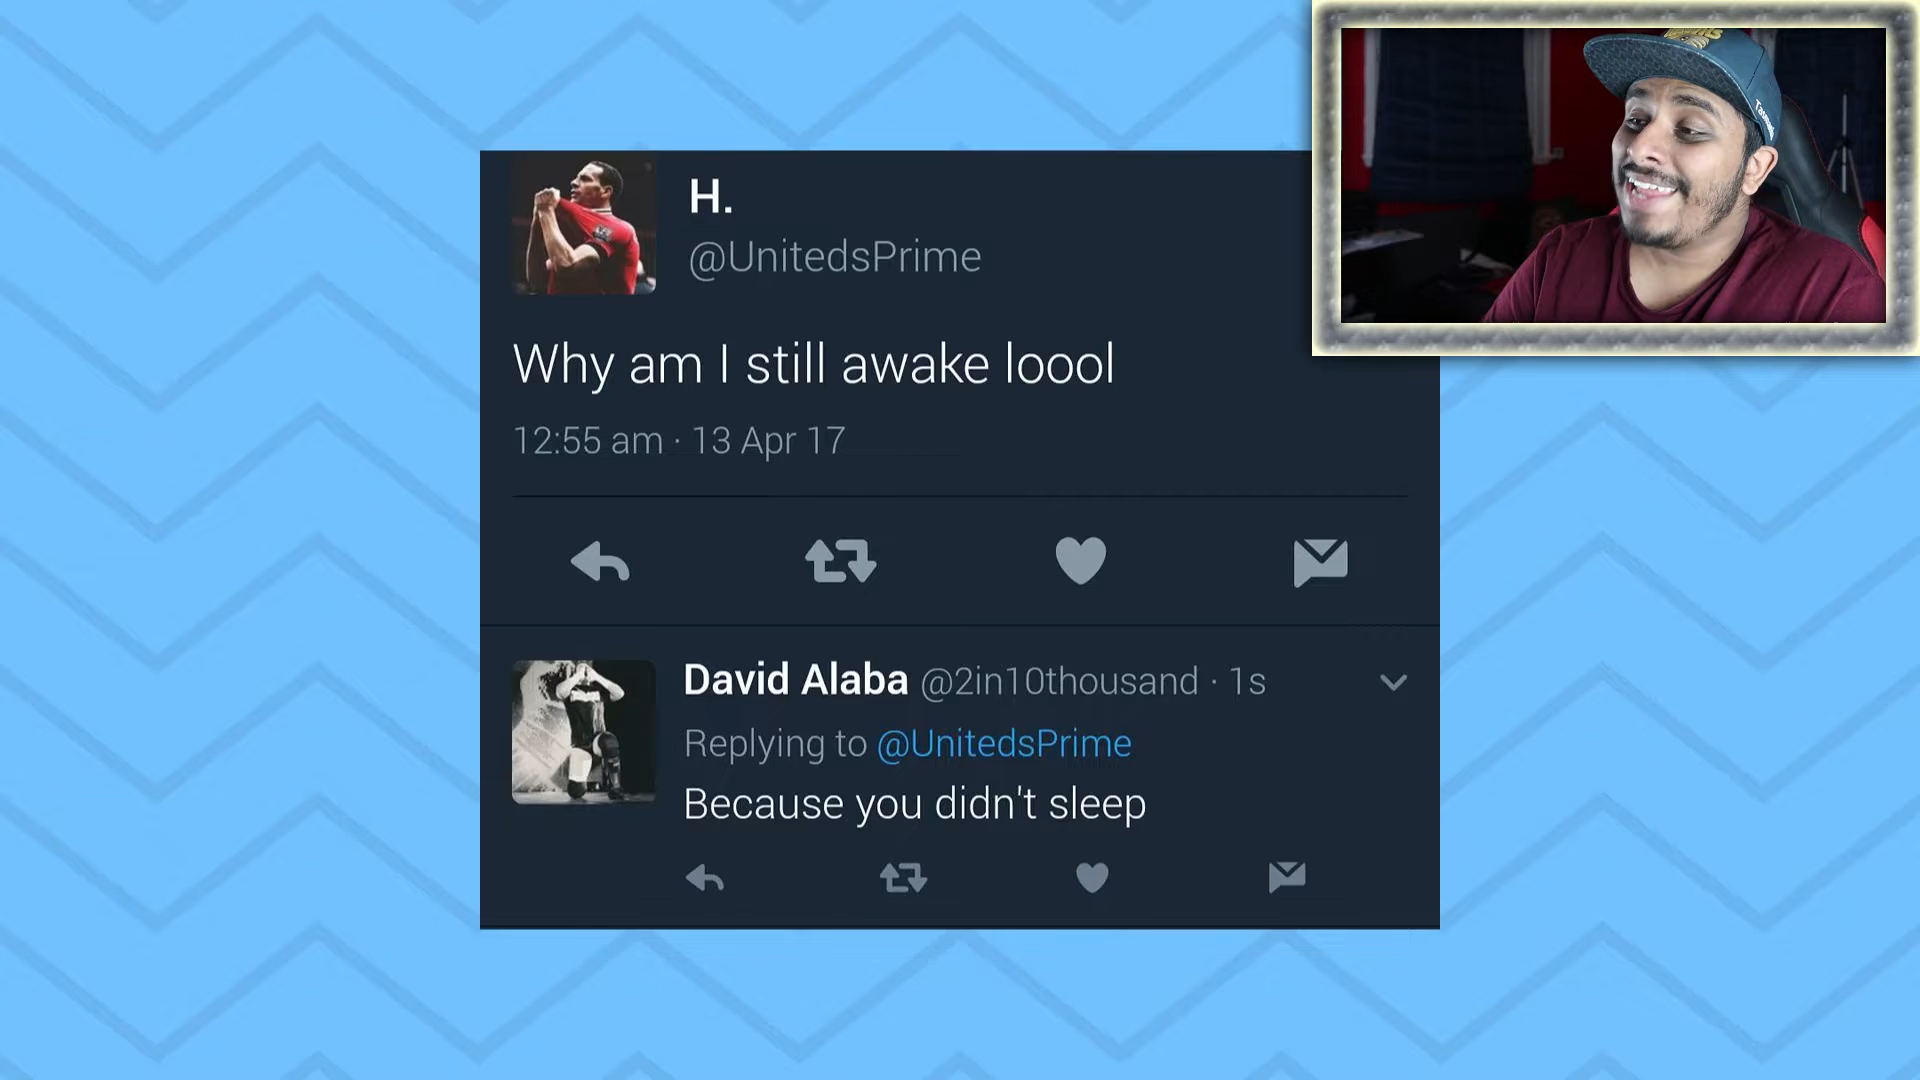 H.
@UnitedsPrime
Why am I still awake loool
12:55 am · 13 Apr 17
David Alaba @2in10thousand · 1s
Replying to @UnitedsPrime
Because you didn't sleep